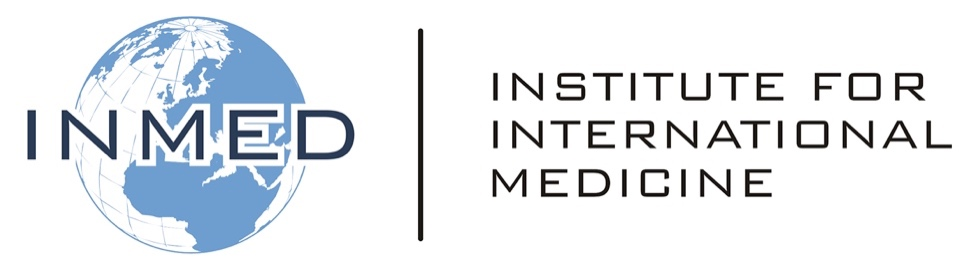 INMED
INSTITUTE FOR
INTERNATIONAL
MEDICINE